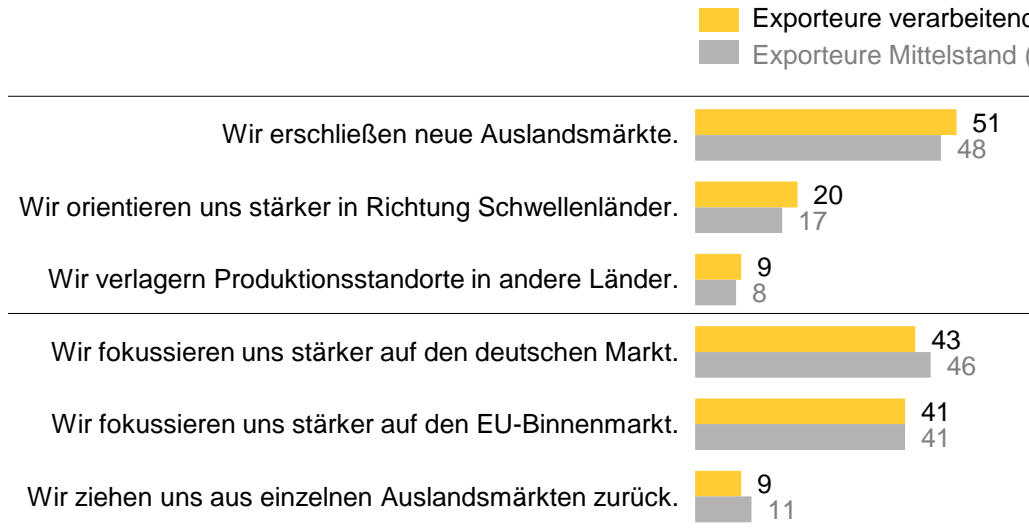 Exporteure
Exporteure Mittelstand (
Wir erschließen neue Auslandsmärkte.
51
48
Wir orientieren uns stärker in Richtung Schwellenländer.
20
17
Wir verlagern Produktionsstandorte in andere Länder.
9
8
Wir fokussieren uns stärker auf den deutschen Markt.
43
46
Wir fokussieren uns stärker auf den EU-Binnenmarkt.
41
41
Wir ziehen uns aus einzelnen Auslandsmärkten zurück.
9
11